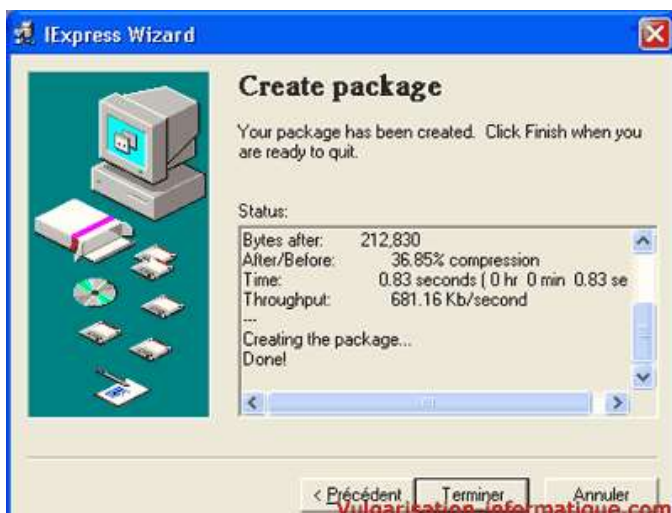 IExpress Wizard
Create package
Your package has been created. Click Finish when you
are ready to quit.
Status:
Bytes after: 212,830
After/Before: 36.85% compression
Time: 0.83 seconds ( 0 hr 0 min 0.83 se
Throughput: 681.16 Kb/second
---
Creating the package...
Done!
< Précédent Terminer Annuler
Vulgarisation-informatique.com